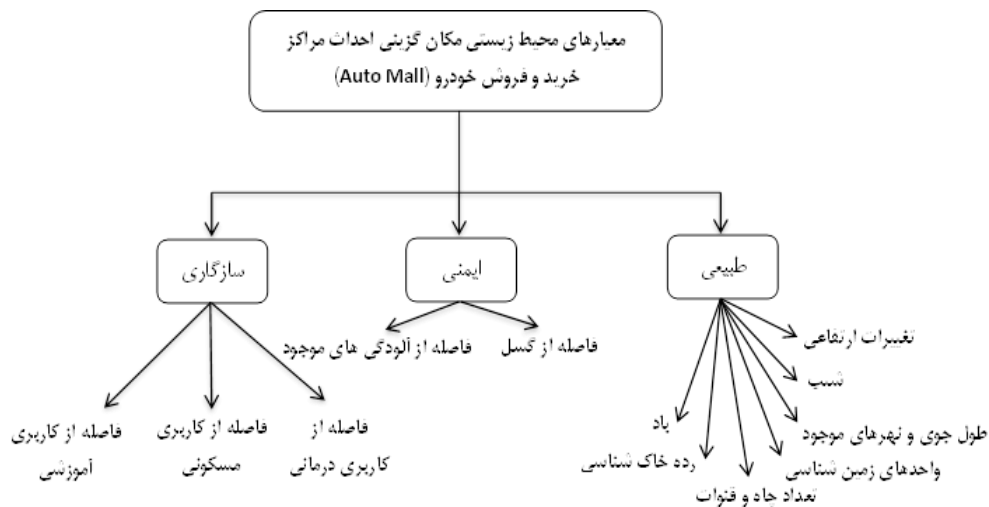 معیارهای محیط زیستی مکان گزینی احداث مراکز
خرید و فروش خودرو (Auto Mall)
طبیعی
ایمنی
سازگاری
تغییرات ارتفاعی
شیب
طول جوی و نهرهای موجود
واحدهای زمین شناسی
تعداد چاه و قنوات
رده خاک شناسی
باد
فاصله از گسل
فاصله از آلودگی های موجود
فاصله از
کاربری درمانی
فاصله از کاربری
مسکونی
فاصله از کاربری
آموزشی